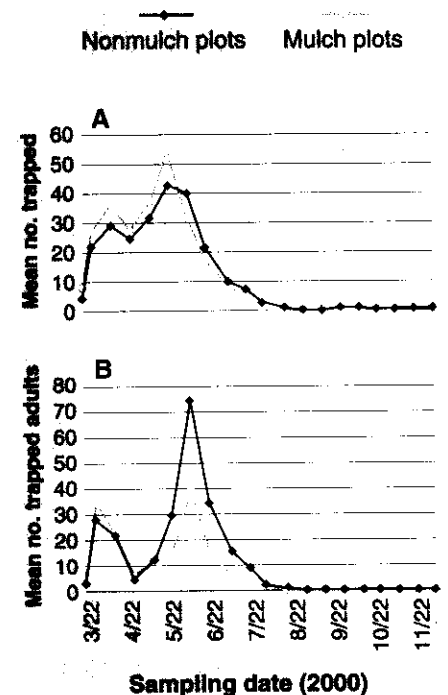 Nonmulch plots Mulch plots
A
Mean no. trapped
60
50
40
30
20
10
0
B
Mean no. trapped adults
80
70
60
50
40
30
20
10
0
3/22 4/22 5/22 6/22 7/22 8/22 9/22 10/22 11/22
Sampling date (2000)